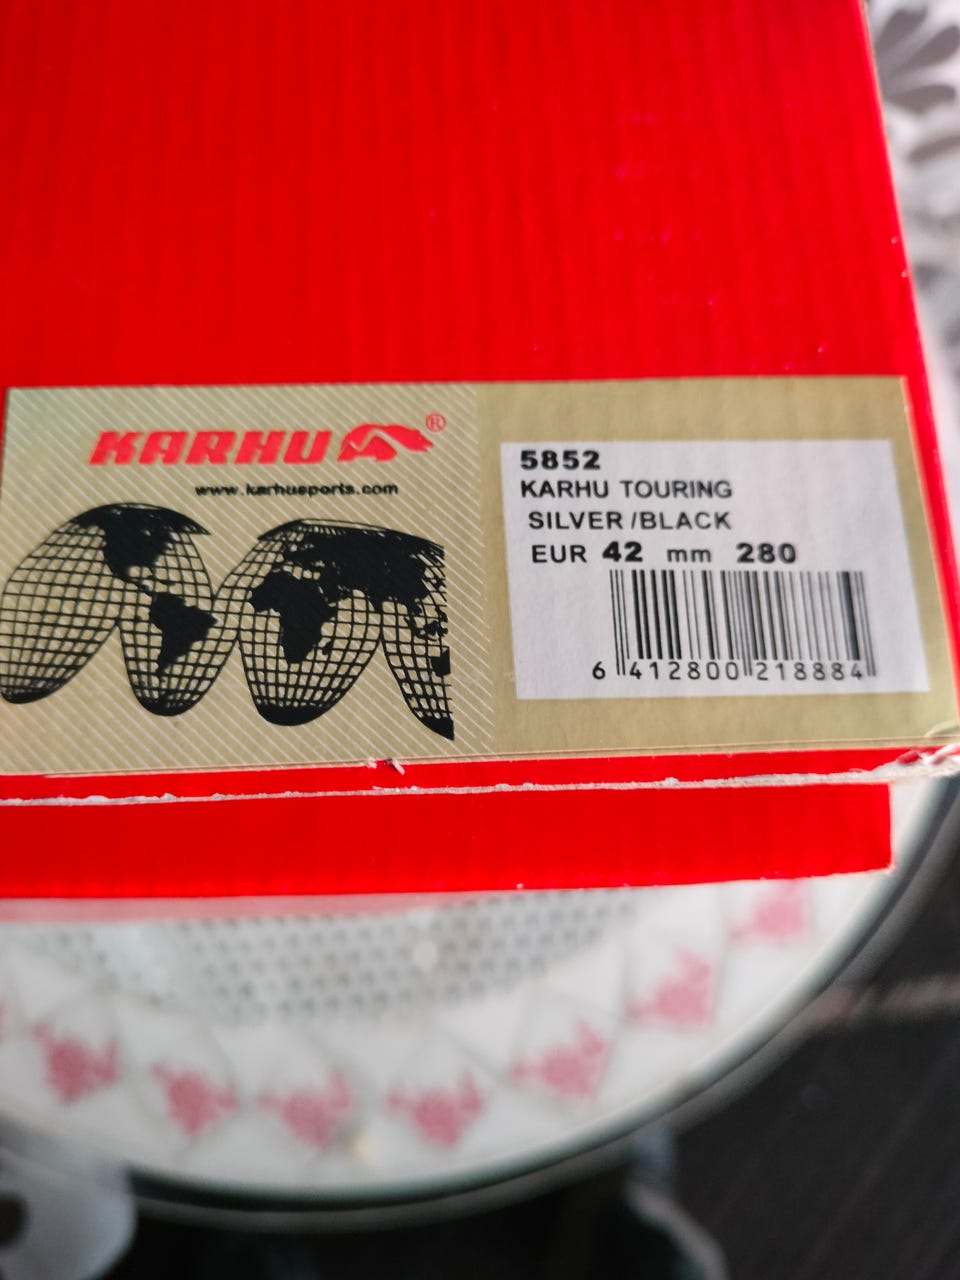 KARHU ®
www.karhusports.com
5852
KARHU TOURING
SILVER/BLACK
EUR 42 mm 280
6 412800 218884